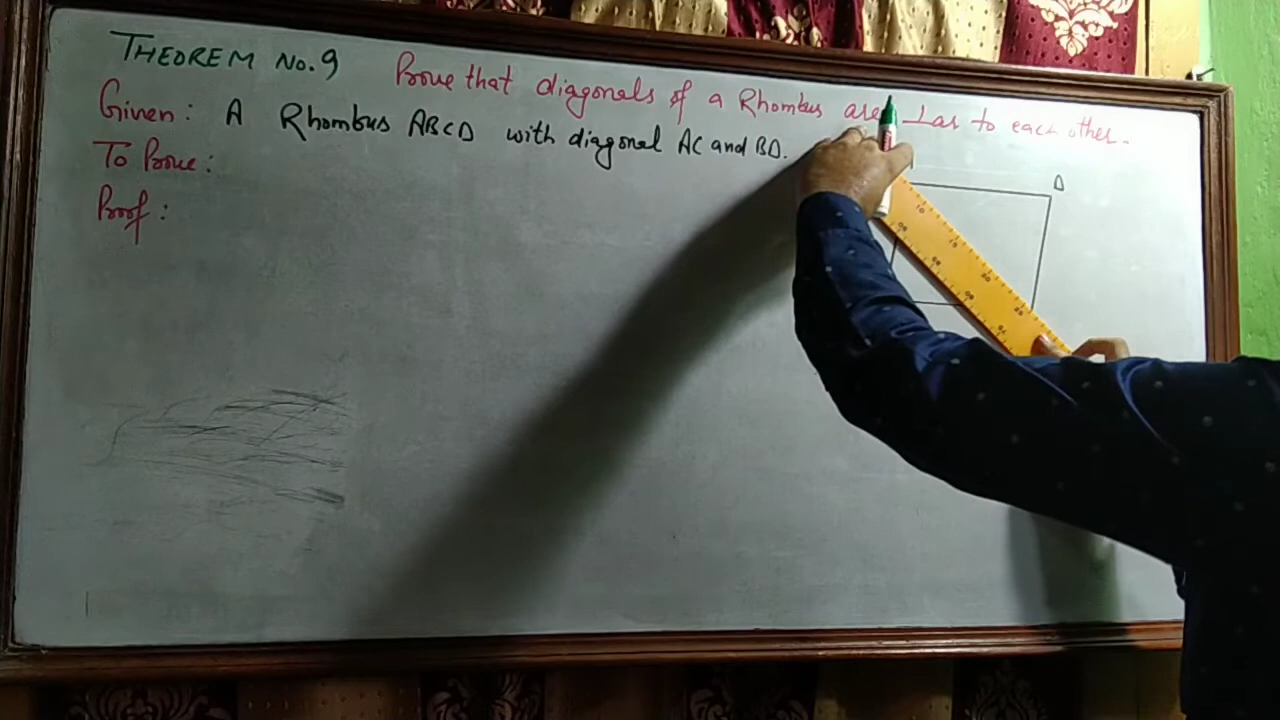 THEOREM No. 9 Prove that diagonals of a Rhombus are ⊥ar to each other.
Given: A Rhombus ABCD with diagonal AC and BD.
To Prove:
Proof:
D